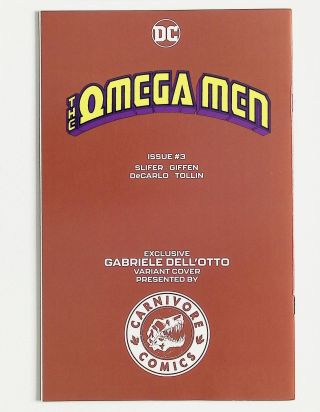 DC
THE OMEGA MEN
ISSUE #3
SLIFER GIFFEN
DeCARLO TOLLIN
EXCLUSIVE
GABRIELE DELL'OTTO
VARIANT COVER
PRESENTED BY
CARNIVORE
COMICS